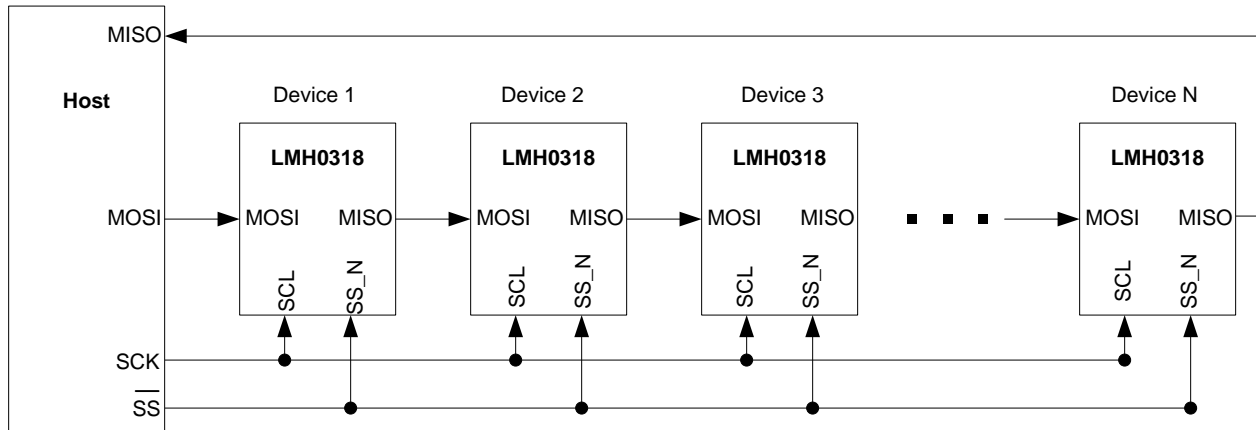 MISO
Host
Device 1
Device 2
Device 3
Device N
LMH0318
LMH0318
LMH0318
LMH0318
MOSI
MOSI MISO
MOSI MISO
MOSI MISO
MOSI MISO
SCL
SS_N
SCL
SS_N
SCL
SS_N
SCL
SS_N
SCK
SS